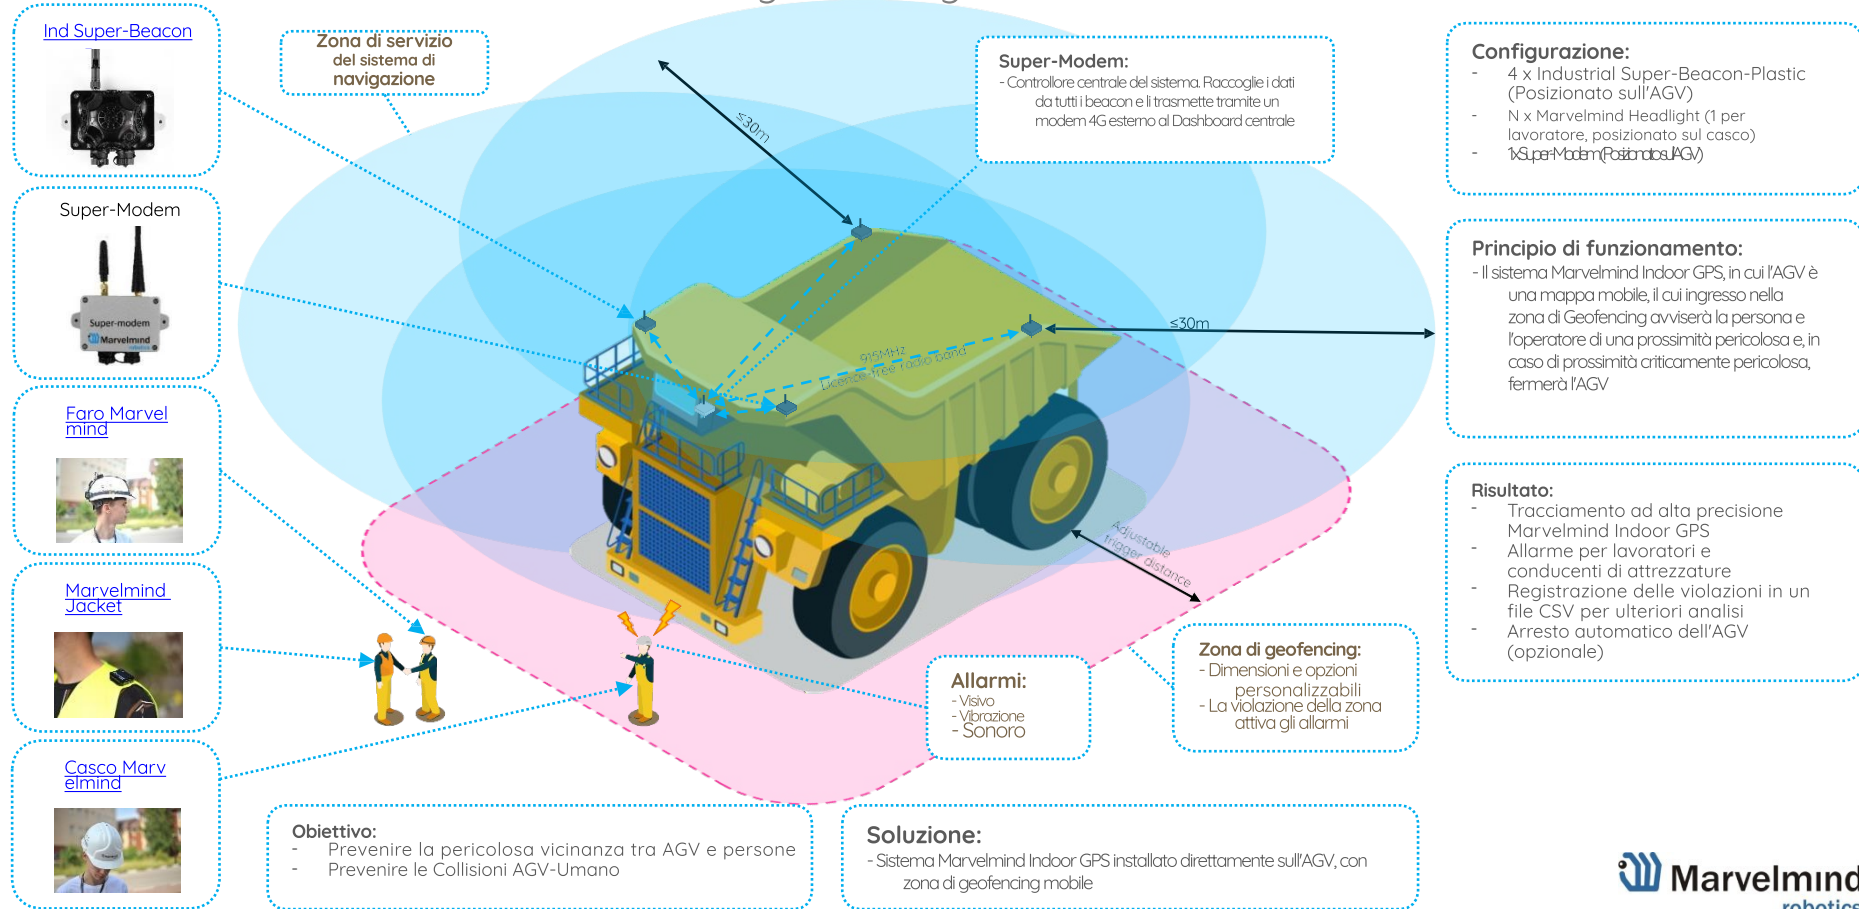 Ind Super-Beacon
Zona di servizio
del sistema di
navigazione
Super-Modem:
- Controllore centrale del sistema. Raccoglie i dati
da tutti i beacon e li trasmette tramite un
modem 4G esterno al Dashboard centrale
Configurazione:
- 4 x Industrial Super-Beacon-Plastic
(Posizionato sull'AGV)
- N x Marvelmind Headlight (1 per
lavoratore, posizionato sul casco)
- 1xSuper-Modem(Posizionatosull'AGV)
≤30m
Super-Modem
Super-modem
Marvelmind
robotics
Principio di funzionamento:
- Il sistema Marvelmind Indoor GPS, in cui l'AGV è
una mappa mobile, il cui ingresso nella
zona di Geofencing avviserà la persona e
l'operatore di una prossimità pericolosa e, in
caso di prossimità criticamente pericolosa,
fermerà l'AGV
≤30m
915MHz
Licence-free radio band
Faro Marvel
mind
Risultato:
- Tracciamento ad alta precisione
Marvelmind Indoor GPS
- Allarme per lavoratori e
conducenti di attrezzature
- Registrazione delle violazioni in un
file CSV per ulteriori analisi
- Arresto automatico dell'AGV
(opzionale)
Adjustable
trigger distance
Marvelmind
Jacket
Zona di geofencing:
- Dimensioni e opzioni
personalizzabili
- La violazione della zona
attiva gli allarmi
Allarmi:
- Visivo
- Vibrazione
- Sonoro
Casco Marv
elmind
Obiettivo:
- Prevenire la pericolosa vicinanza tra AGV e persone
- Prevenire le Collisioni AGV-Umano
Soluzione:
- Sistema Marvelmind Indoor GPS installato direttamente sull'AGV, con
zona di geofencing mobile
Marvelmind
robotics